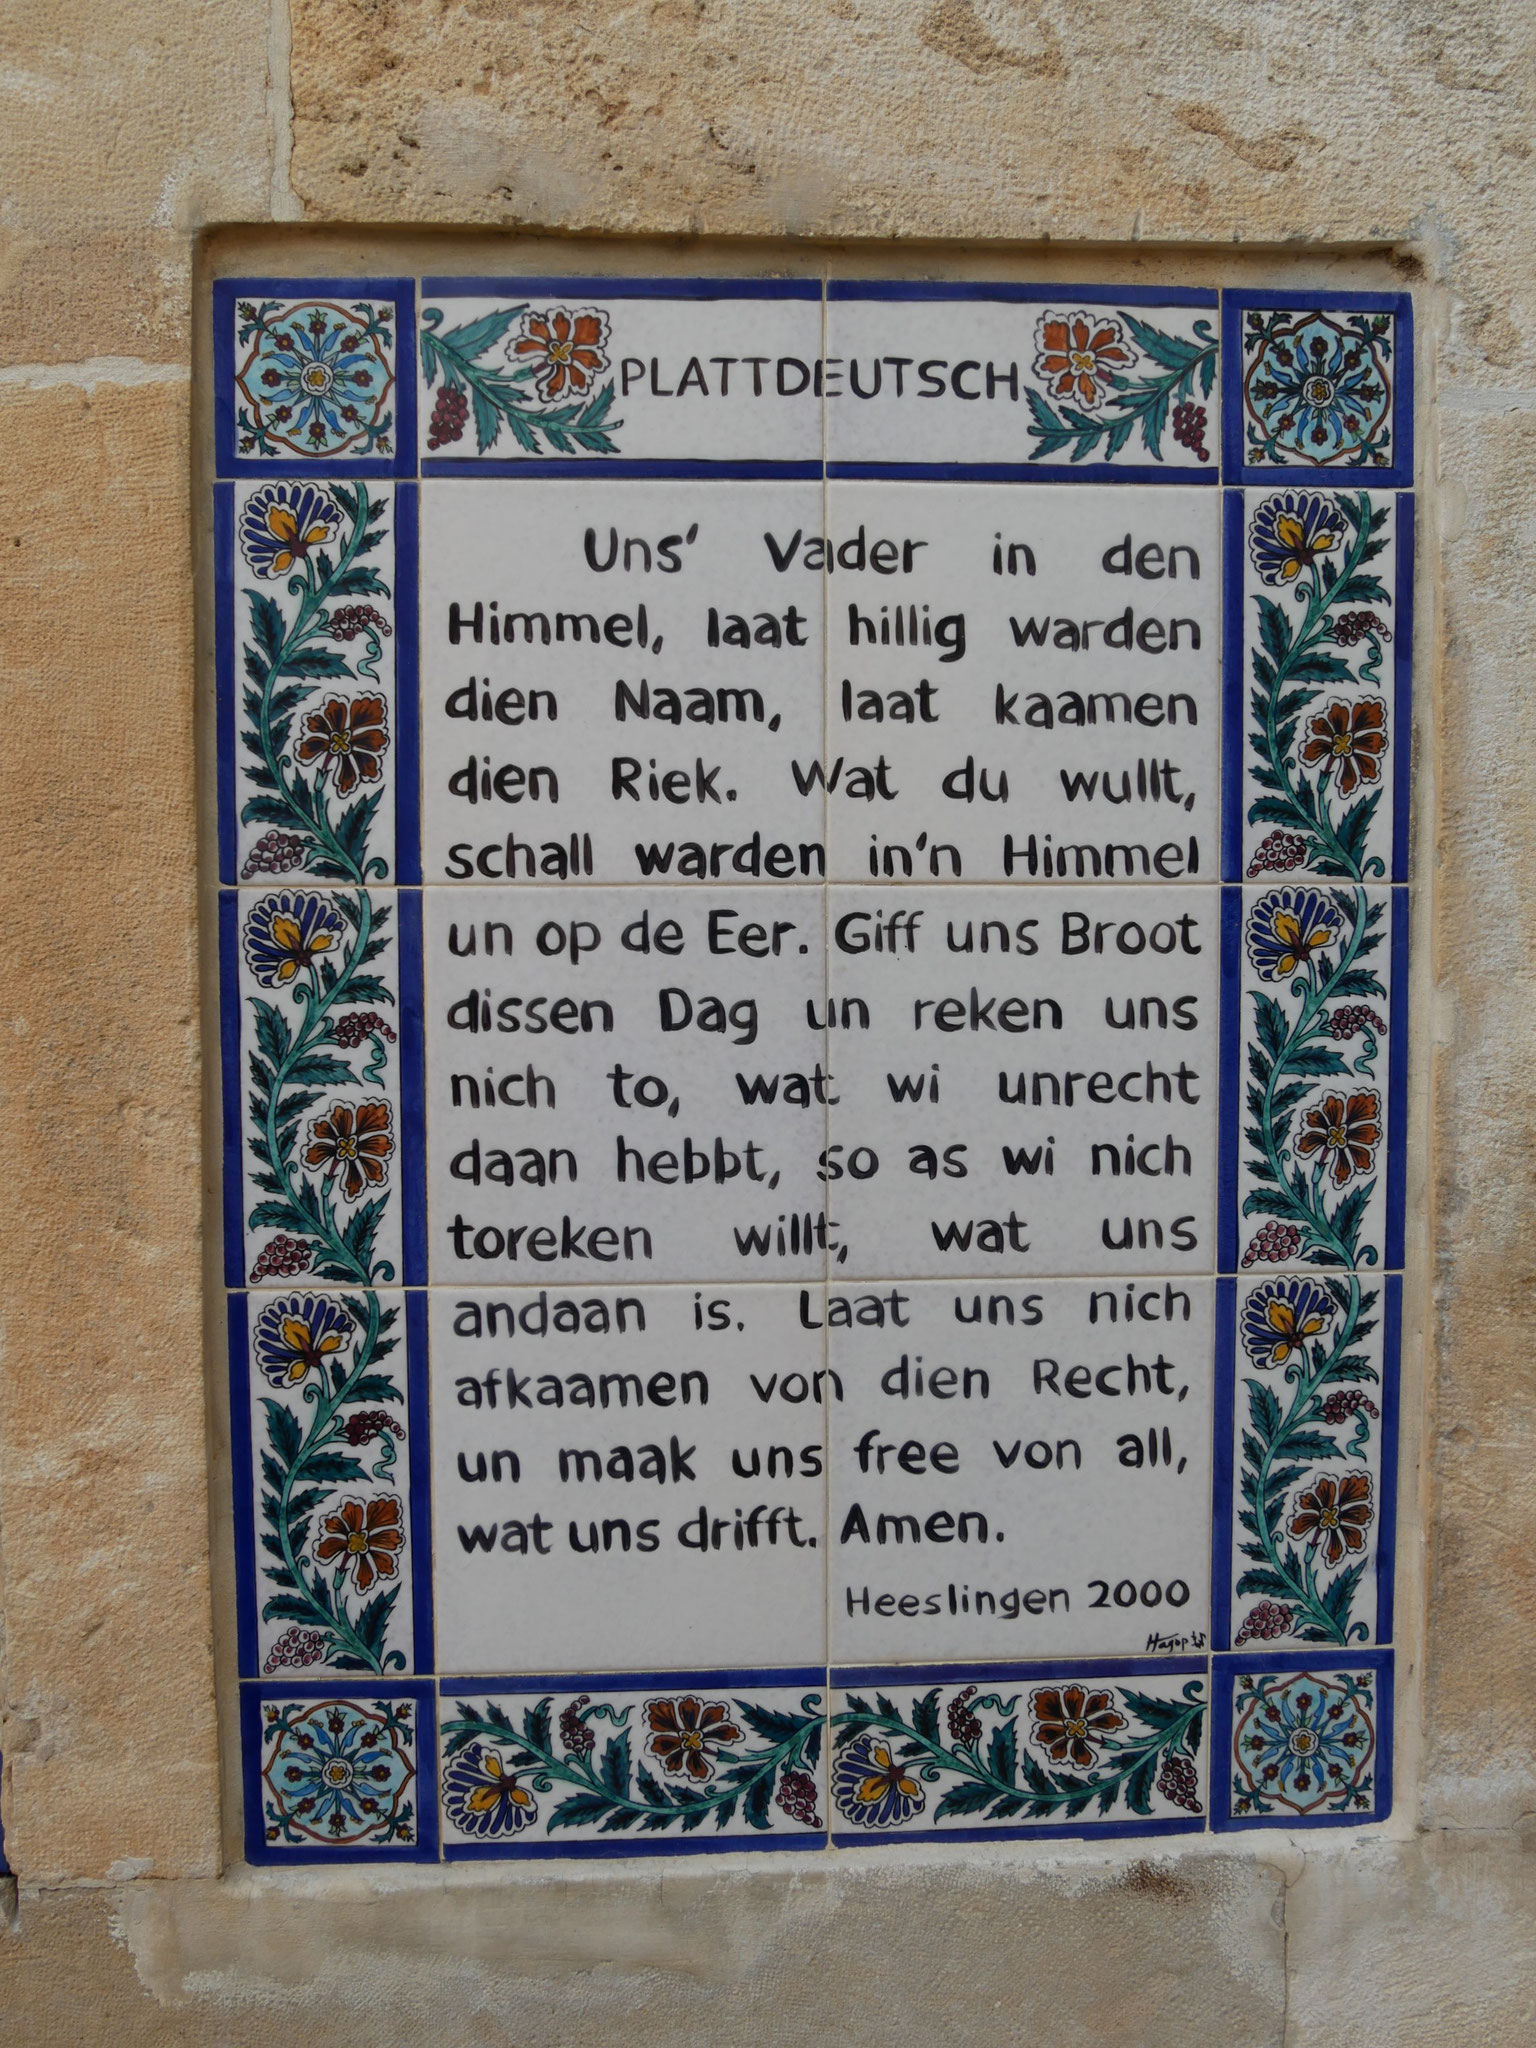 PLATTDEUTSCH
Uns' Vader in den
Himmel, laat hillig warden
dien Naam, laat kaamen
dien Riek. Wat du wullt,
schall warden in'n Himmel
un op de Eer. Giff uns Broot
dissen Dag un reken uns
nich to, wat wi unrecht
daan hebbt, so as wi nich
toreken willt, wat uns
andaan is. Laat uns nich
afkaamen von dien Recht,
un maak uns free von all,
wat uns drifft. Amen.
Heeslingen 2000
Hagop